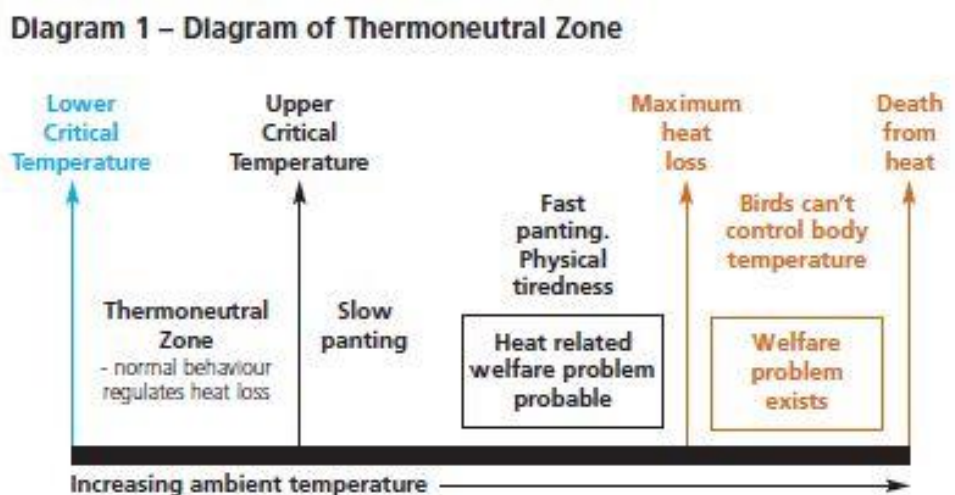 Diagram 1 – Diagram of Thermoneutral Zone
Lower
Critical
Temperature
Upper
Critical
Temperature
Maximum
heat
loss
Death
from
heat
Thermoneutral
Zone
- normal behaviour
regulates heat loss
Slow
panting
Fast
panting.
Physical
tiredness
Heat related
welfare problem
probable
Birds can't
control body
temperature
Welfare
problem
exists
Increasing ambient temperature